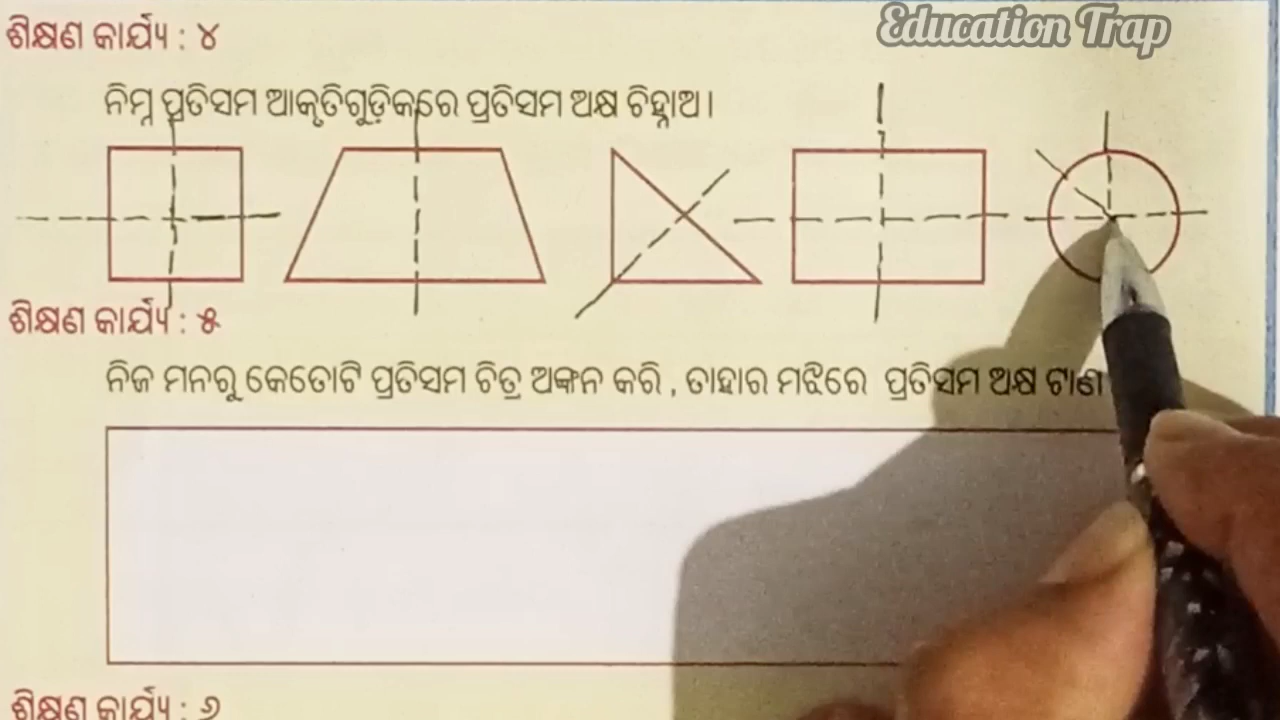 Education Trap
ଶିକ୍ଷଣ କାର୍ଯ୍ୟ : ୪
ନିମ୍ନ ପ୍ରତିସମ ଆକୃତିଗୁଡ଼ିକରେ ପ୍ରତିସମ ଅକ୍ଷ ଚିହ୍ନାଅ ।
ଶିକ୍ଷଣ କାର୍ଯ୍ୟ : ୫
ନିଜ ମନରୁ କେତୋଟି ପ୍ରତିସମ ଚିତ୍ର ଅଙ୍କନ କରି , ତାହାର ମଝିରେ ପ୍ରତିସମ ଅକ୍ଷ ଟାଣ
ଶିକ୍ଷଣ କାର୍ଯ୍ୟ : ୬